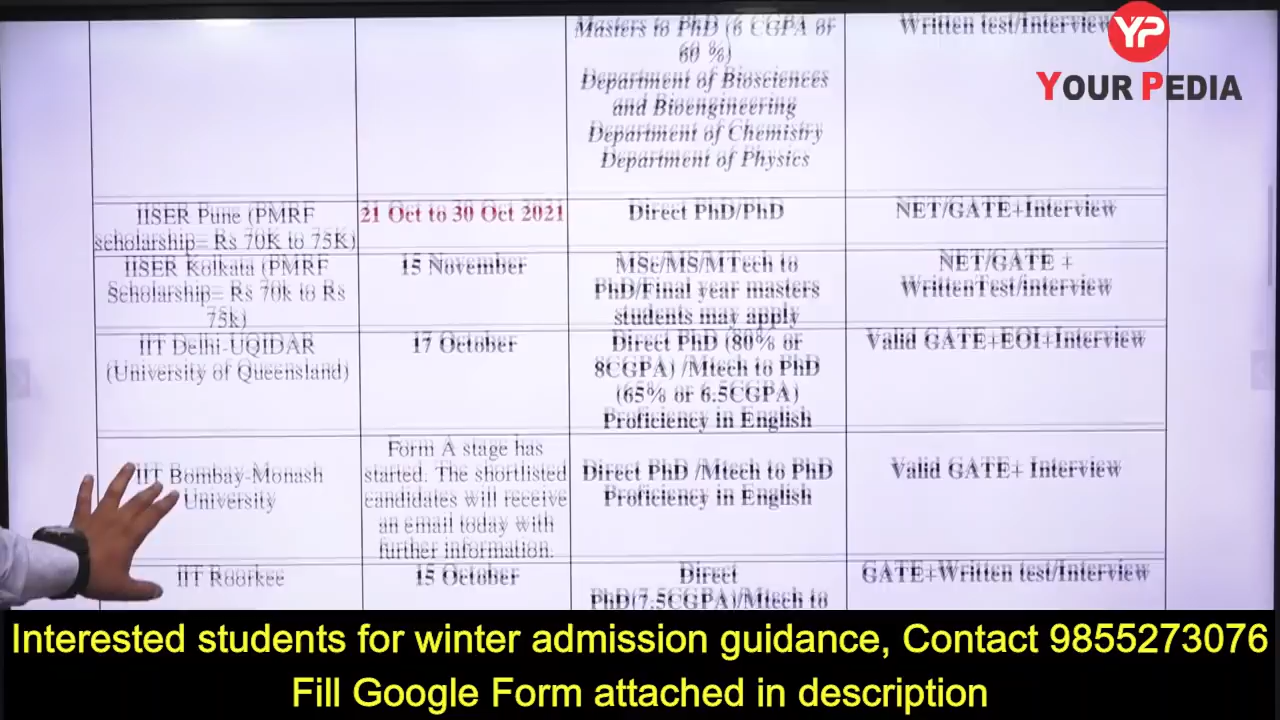 Masters to PhD (6 CGPA or
60 %)
Department of Biosciences
and Bioengineering
Department of Chemistry
Department of Physics
Written test/Interview
YP
YOUR PEDIA
IISER Pune (PMRF
scholarship= Rs 70K to 75K)
21 Oct to 30 Oct 2021
Direct PhD/PhD
NET/GATE+Interview
IISER Kolkata (PMRF
Scholarship= Rs 70k to Rs
75k)
15 November
MSc/MS/MTech to
PhD/Final year masters
students may apply
NET/GATE +
WrittenTest/interview
IIT Delhi-UQIDAR
(University of Queensland)
17 October
Direct PhD (80% or
8CGPA) /Mtech to PhD
(65% or 6.5CGPA)
Proficiency in English
Valid GATE+EOI+Interview
IIT Bombay-Monash
University
Form A stage has
started. The shortlisted
candidates will receive
an email today with
further information.
Direct PhD /Mtech to PhD
Proficiency in English
Valid GATE+ Interview
IIT Roorkee
15 October
Direct
PhD(7.5CGPA)/Mtech to
GATE+Written test/Interview
Interested students for winter admission guidance, Contact 9855273076
Fill Google Form attached in description